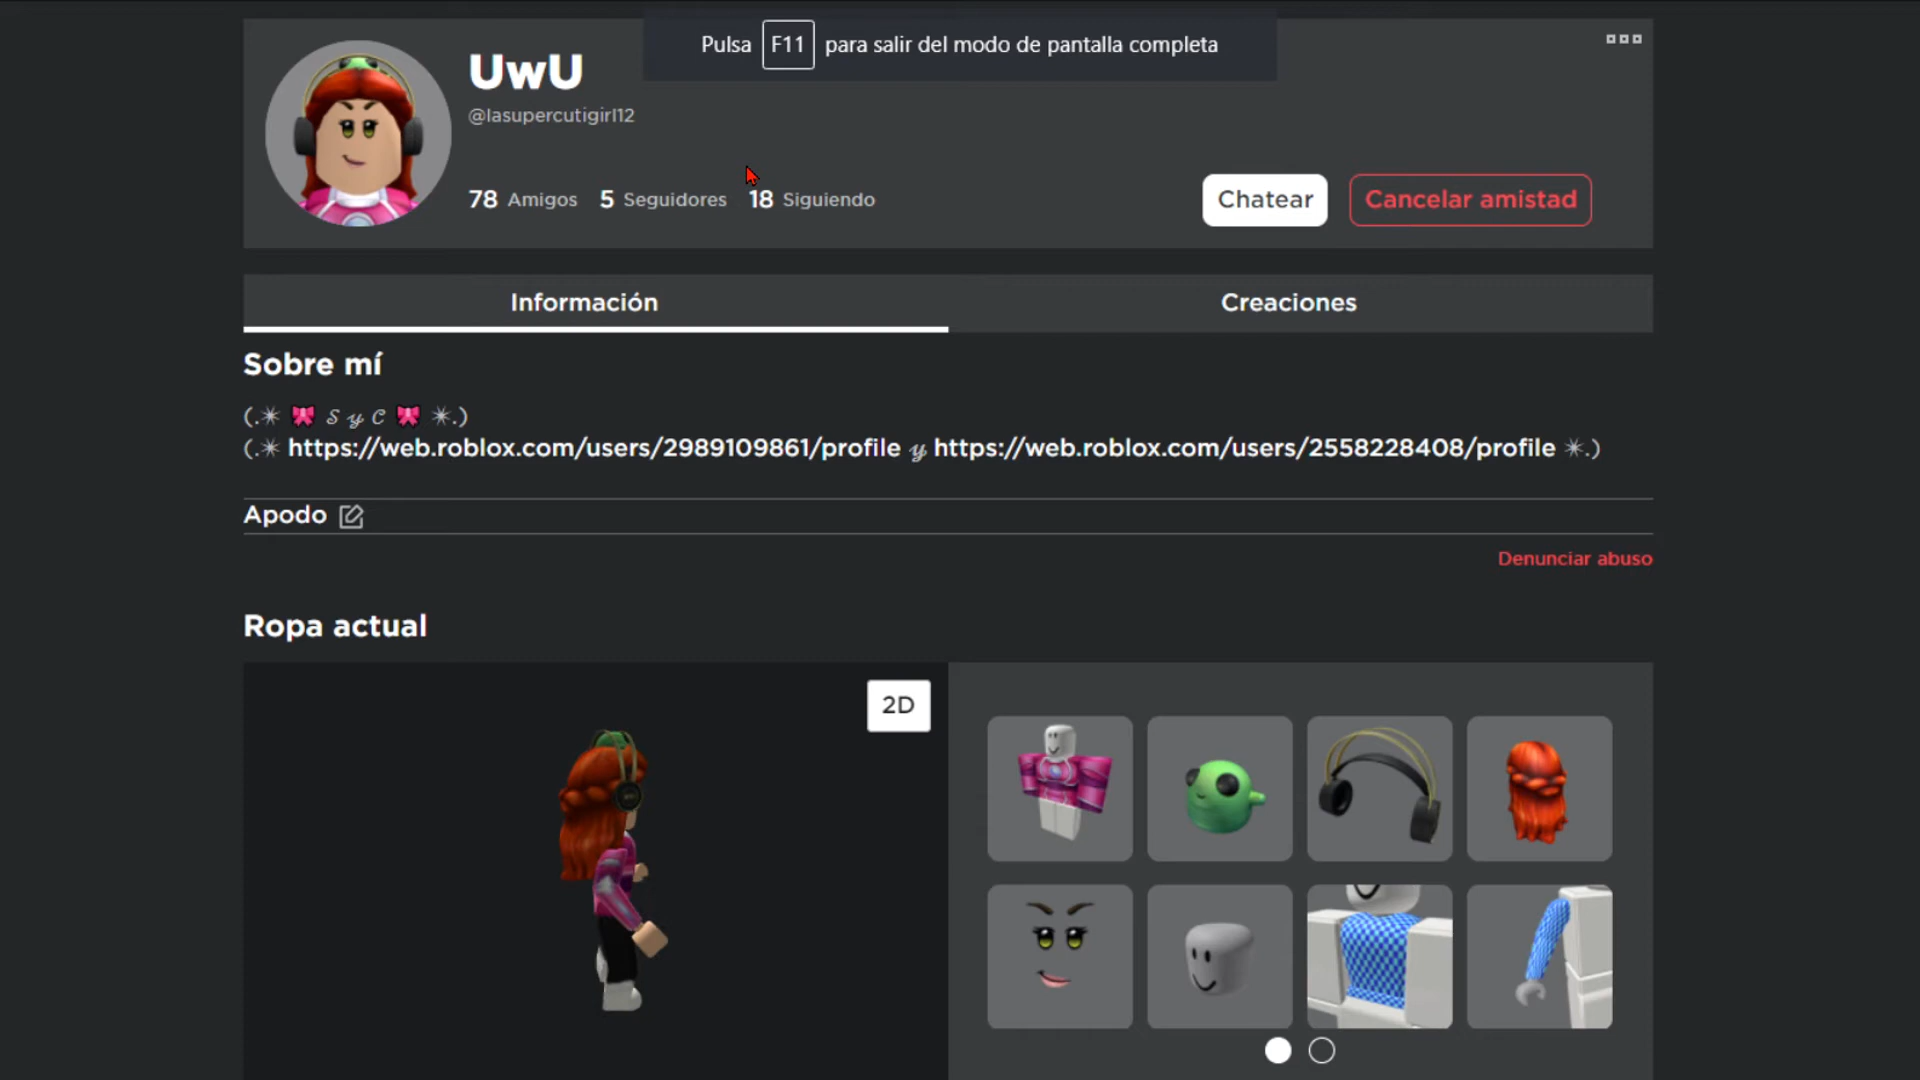 Pulsa F11 para salir del modo de pantalla completa
UwU
@lasupercutigirl12
78 Amigos 5 Seguidores 18 Siguiendo
Chatear Cancelar amistad
Información Creaciones
Sobre mí
(.✴ 🎀 𝓢 𝔂 𝓒 🎀 ✴.)
(.✴ https://web.roblox.com/users/2989109861/profile 𝔂 https://web.roblox.com/users/2558228408/profile ✴.)
Apodo
Denunciar abuso
Ropa actual
2D